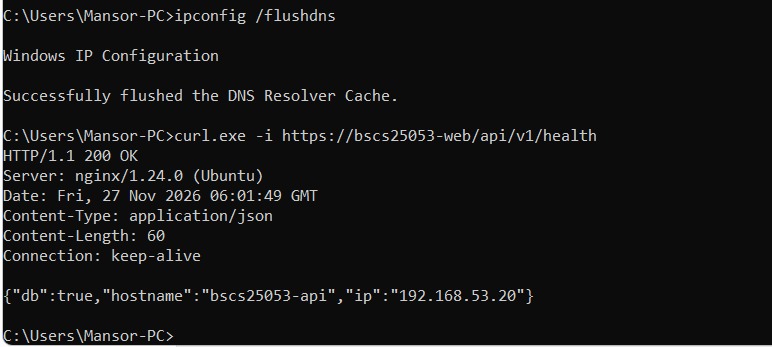 C:\Users\Mansor-PC>ipconfig /flushdns
Windows IP Configuration
Successfully flushed the DNS Resolver Cache.
C:\Users\Mansor-PC>curl.exe -i https://bscs25053-web/api/v1/health
HTTP/1.1 200 OK
Server: nginx/1.24.0 (Ubuntu)
Date: Fri, 27 Nov 2026 06:01:49 GMT
Content-Type: application/json
Content-Length: 60
Connection: keep-alive
{"db":true,"hostname":"bscs25053-api","ip":"192.168.53.20"}
C:\Users\Mansor-PC>